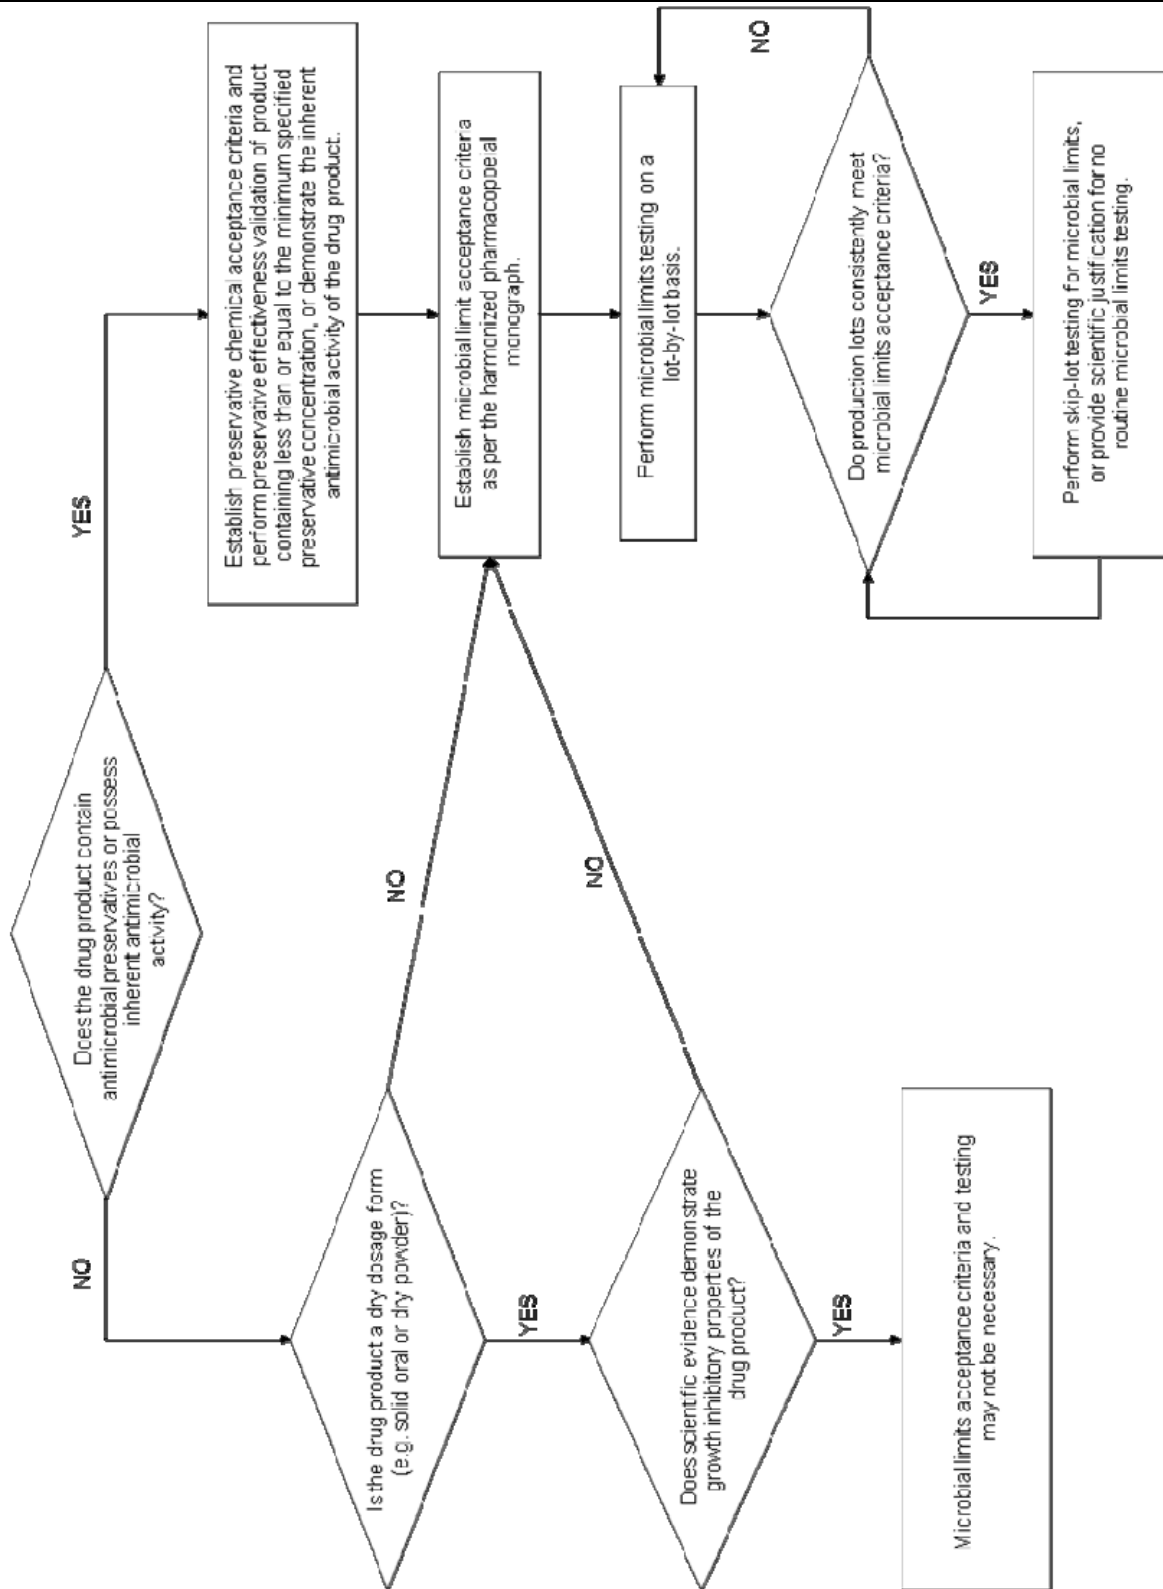 Does the drug product contain
antimicrobial preservatives or possess
inherent antimicrobial
activity?
YES
NO
Establish preservative chemical acceptance criteria and
perform preservative effectiveness validation of product
containing less than or equal to the minimum specified
preservative concentration, or demonstrate the inherent
antimicrobial activity of the drug product.
Is the drug product a dry dosage form
(e.g. solid oral or dry powder)?
NO
YES
Establish microbial limit acceptance criteria
as per the harmonized pharmacopoeial
monograph.
Does scientific evidence demonstrate
growth inhibitory properties of the
drug product?
NO
YES
Perform microbial limits testing on a
lot-by-lot basis.
NO
Do production lots consistently meet
microbial limits acceptance criteria?
YES
Microbial limits acceptance criteria and testing
may not be necessary.
Perform skip-lot testing for microbial limits,
or provide scientific justification for no
routine microbial limits testing.